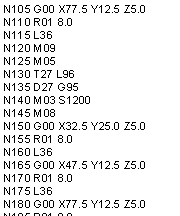 N105 G00 X77.5 Y12.5 Z5.0
N110 R01 8.0
N115 L36
N120 M09
N125 M05
N130 T27 L96
N135 D27 G95
N140 M03 S1200
N145 M08
N150 G00 X32.5 Y25.0 Z5.0
N155 R01 8.0
N160 L36
N165 G00 X47.5 Y12.5 Z5.0
N170 R01 8.0
N175 L36
N180 G00 X77.5 Y12.5 Z5.0